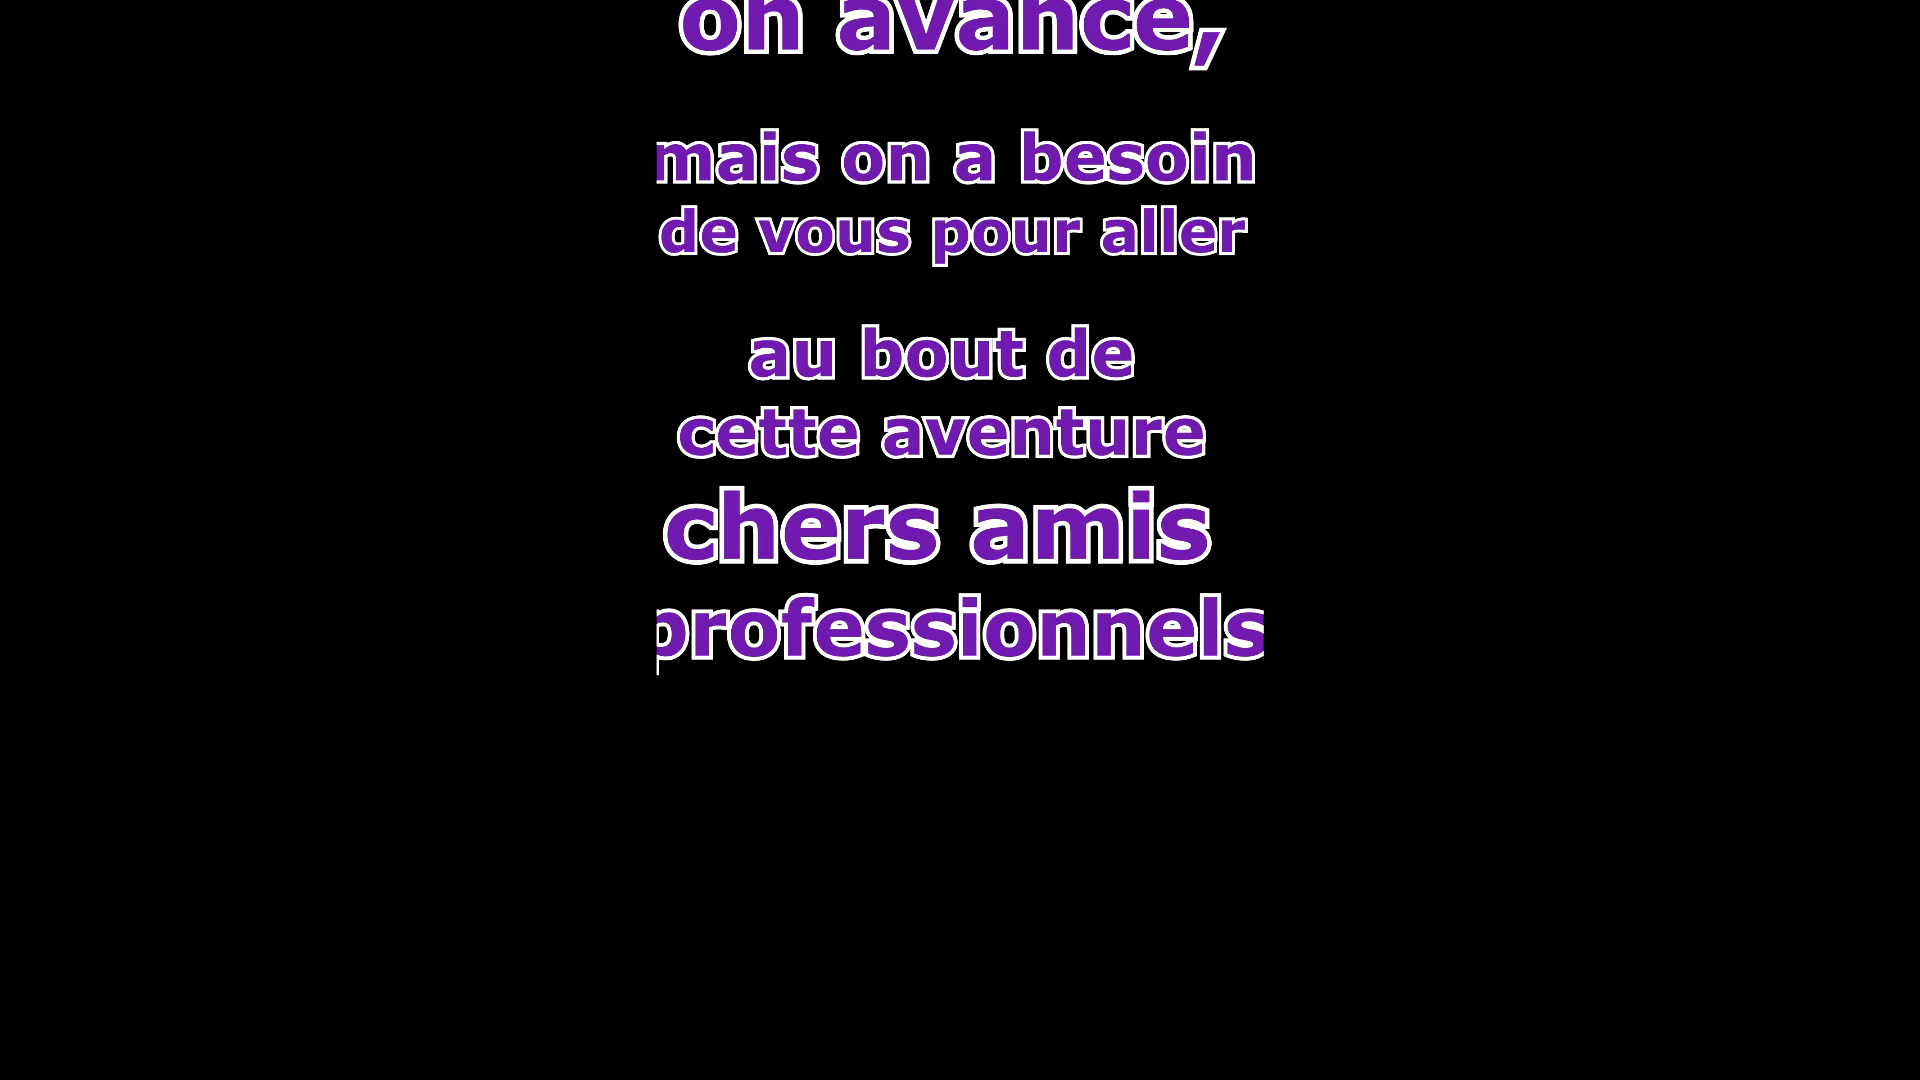 on avance,
mais on a besoin
de vous pour aller
au bout de
cette aventure
chers amis
professionnels